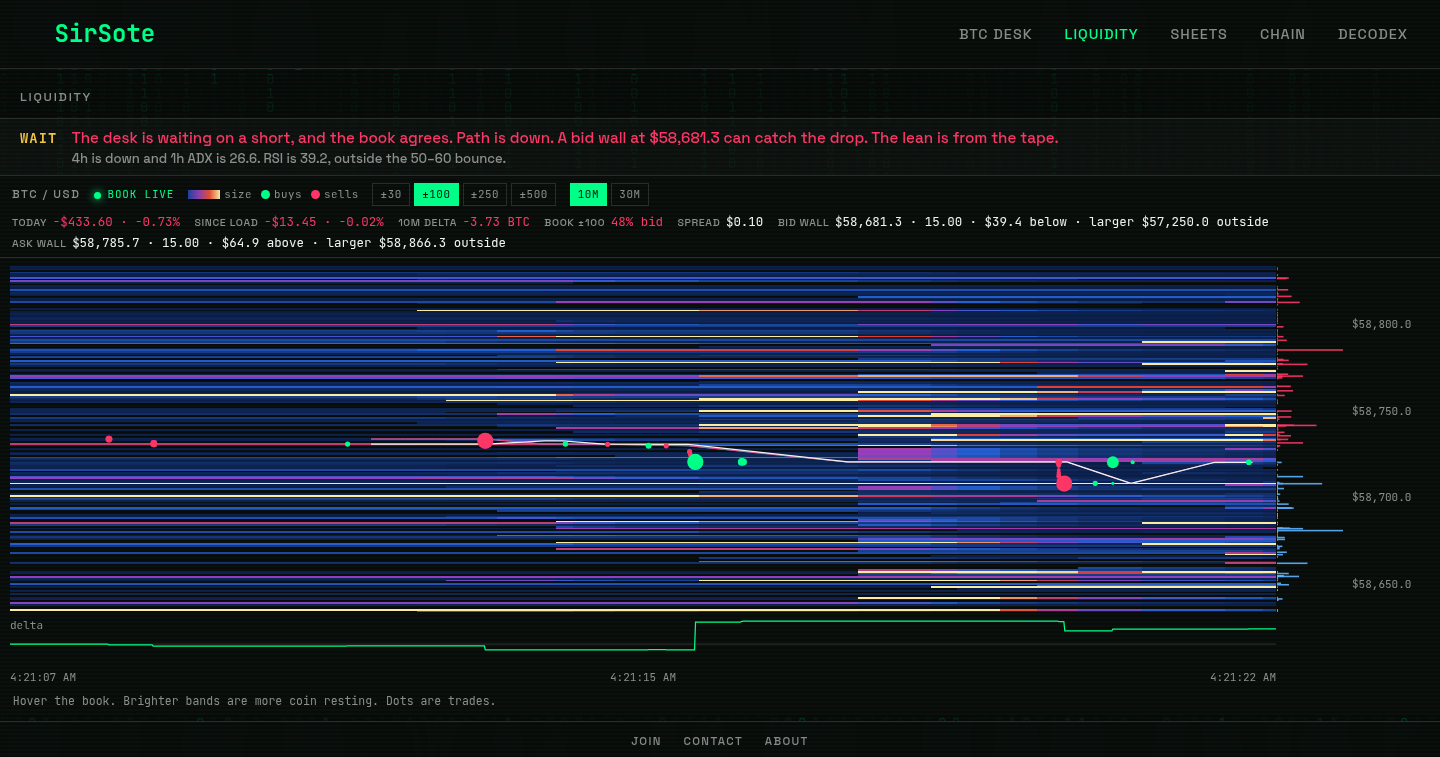 SirSote
BTC DESK LIQUIDITY SHEETS CHAIN DECODEX
LIQUIDITY
WAIT The desk is waiting on a short, and the book agrees. Path is down. A bid wall at $58,681.3 can catch the drop. The lean is from the tape.
4h is down and 1h ADX is 26.6. RSI is 39.2, outside the 50–60 bounce.
BTC / USD BOOK LIVE size buys sells ±30 ±100 ±250 ±500 10M 30M
TODAY -$433.60 · -0.73% SINCE LOAD -$13.45 · -0.02% 10M DELTA -3.73 BTC BOOK ±100 48% bid SPREAD $0.10 BID WALL $58,681.3 · 15.00 · $39.4 below · larger $57,250.0 outside
ASK WALL $58,785.7 · 15.00 · $64.9 above · larger $58,866.3 outside
$58,800.0
$58,750.0
$58,700.0
$58,650.0
delta
4:21:07 AM 4:21:15 AM 4:21:22 AM
Hover the book. Brighter bands are more coin resting. Dots are trades.
JOIN CONTACT ABOUT